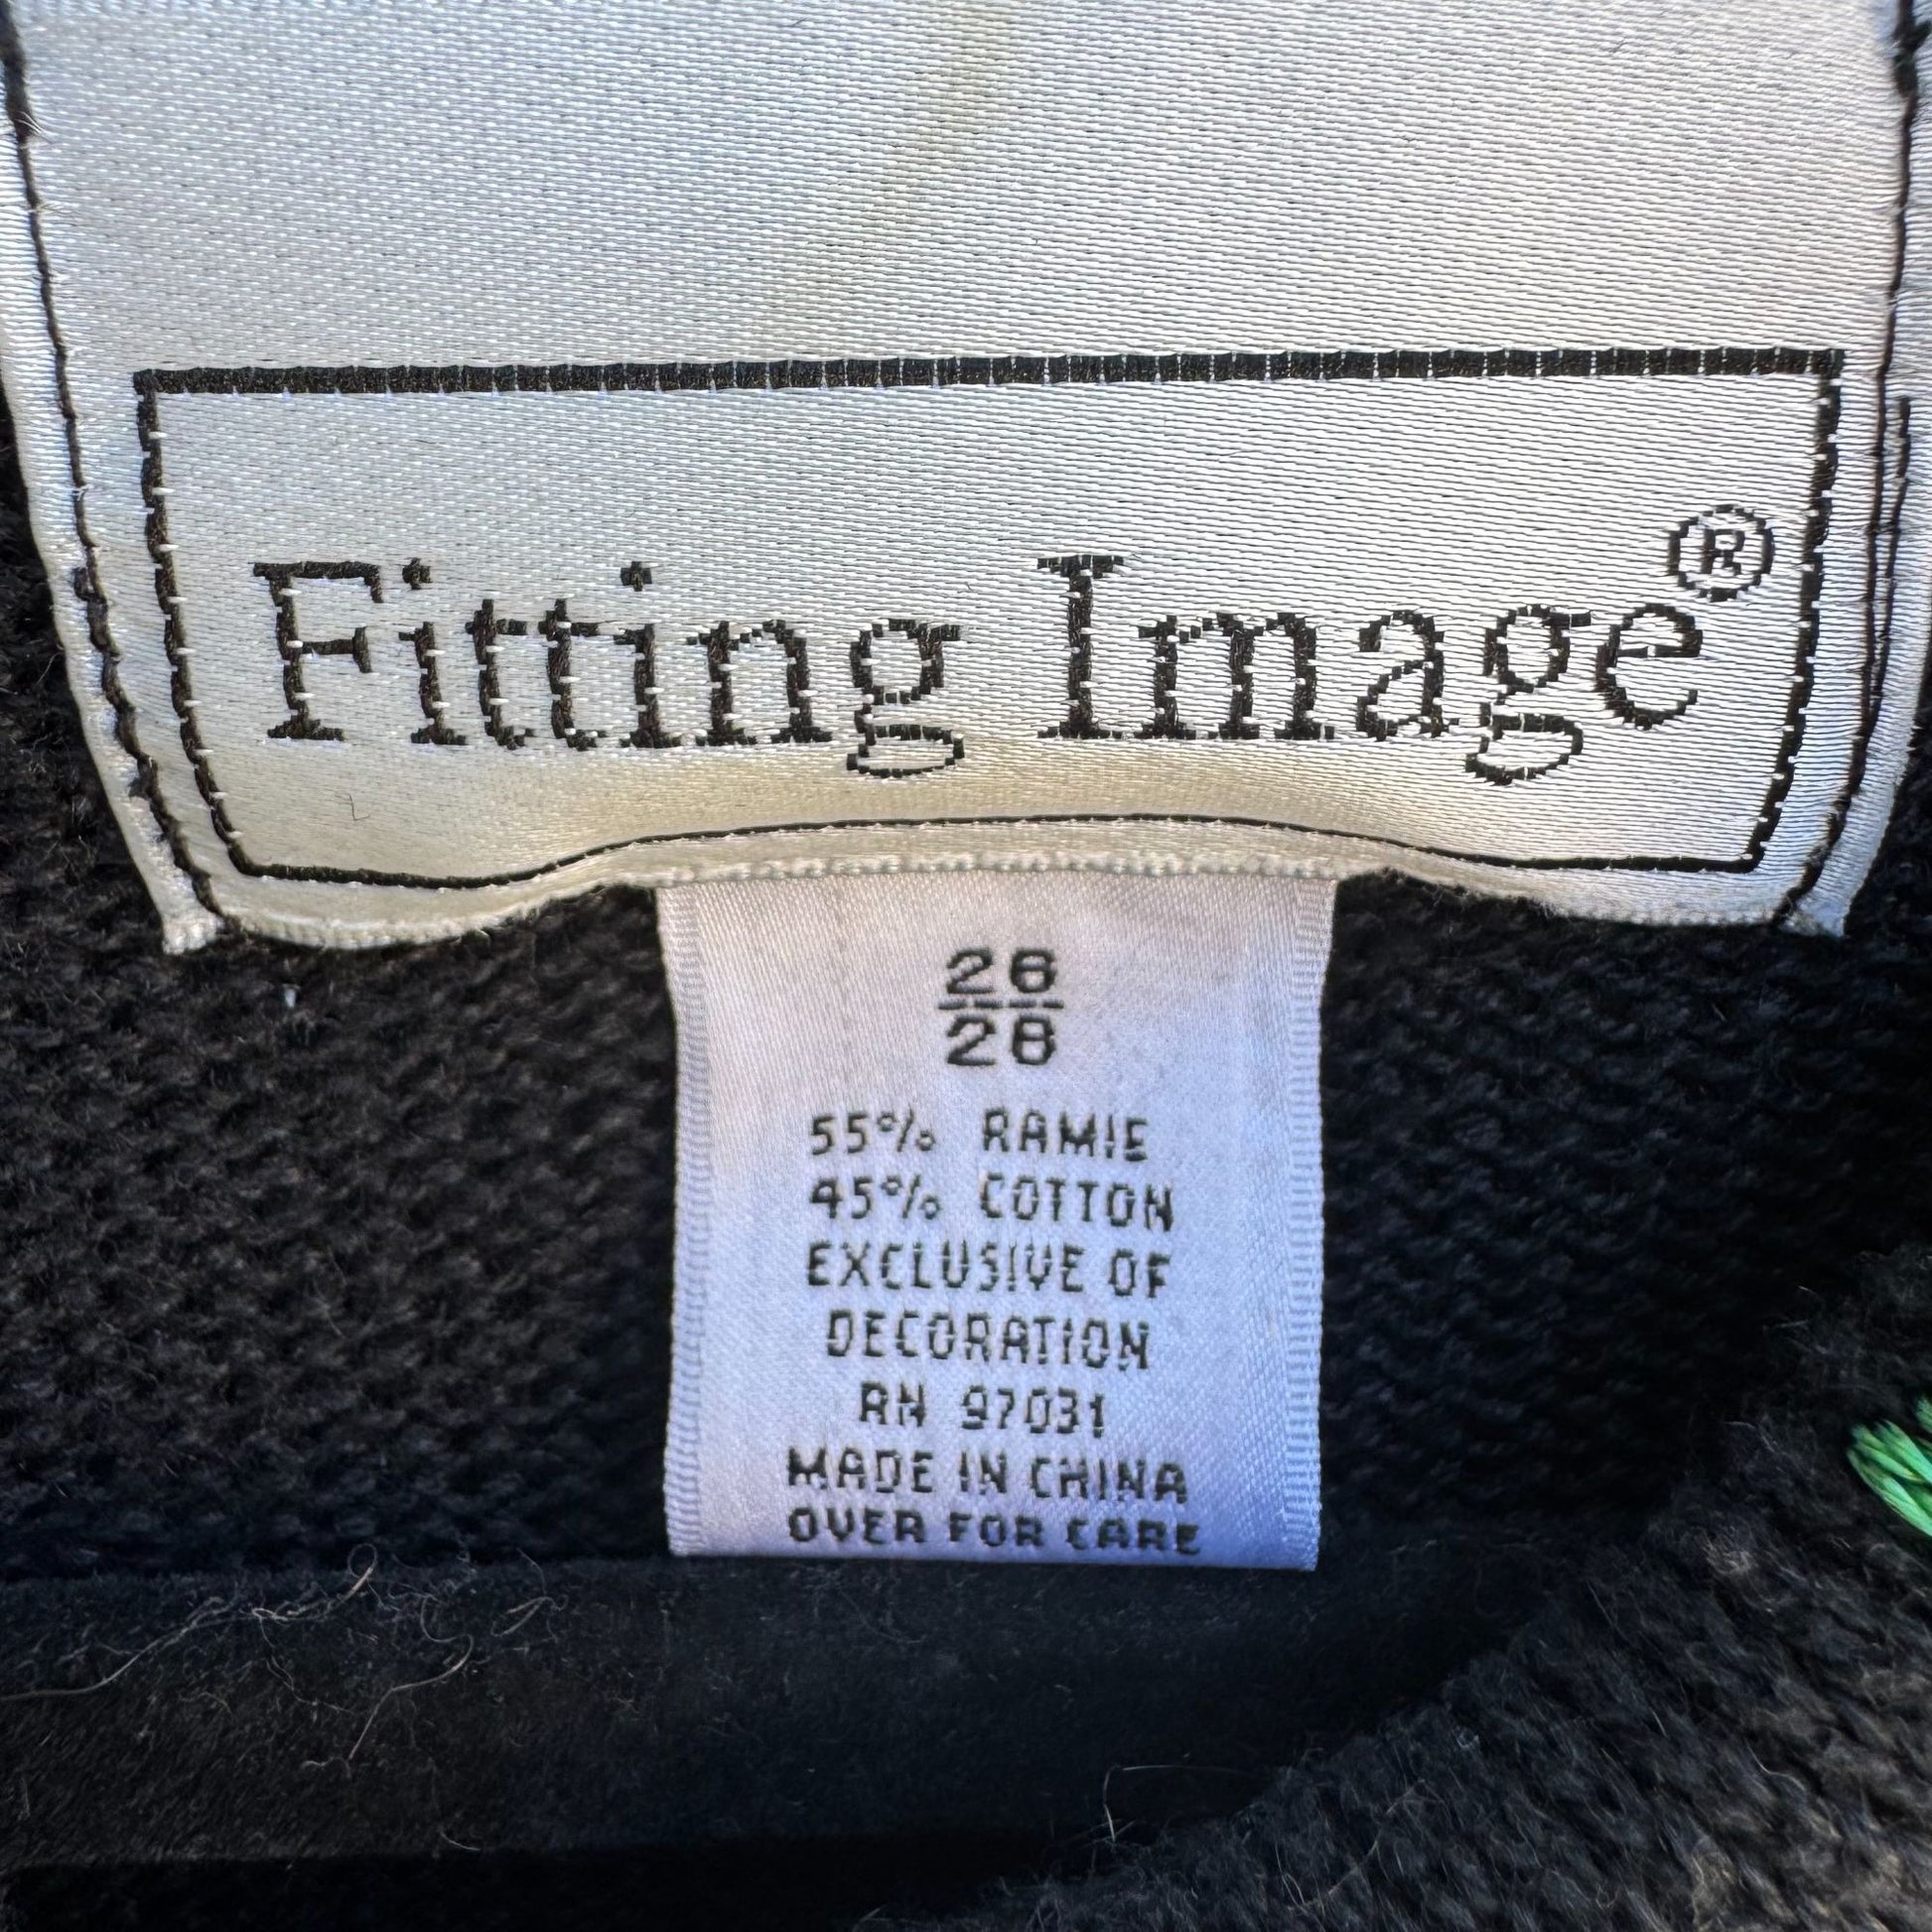 Fitting Image®
26
28
55% RAMIE
45% COTTON
EXCLUSIVE OF
DECORATION
RN 97031
MADE IN CHINA
OVER FOR CARE